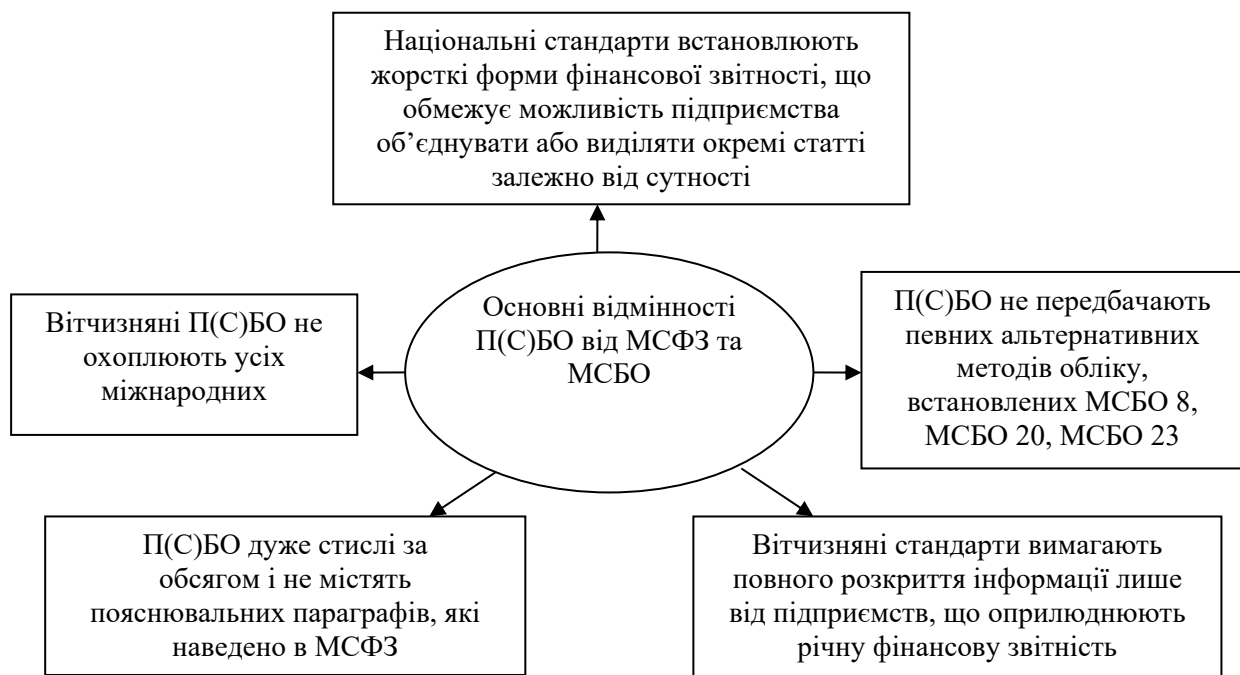 Національні стандарти встановлюють
жорсткі форми фінансової звітності, що
обмежує можливість підприємства
об’єднувати або виділяти окремі статті
залежно від сутності
Основні відмінності
П(С)БО від МСФЗ та
МСБО
Вітчизняні П(С)БО не
охоплюють усіх
міжнародних
П(С)БО не передбачають
певних альтернативних
методів обліку,
встановлених МСБО 8,
МСБО 20, МСБО 23
П(С)БО дуже стислі за
обсягом і не містять
пояснювальних параграфів, які
наведено в МСФЗ
Вітчизняні стандарти вимагають
повного розкриття інформації лише
від підприємств, що оприлюднюють
річну фінансову звітність